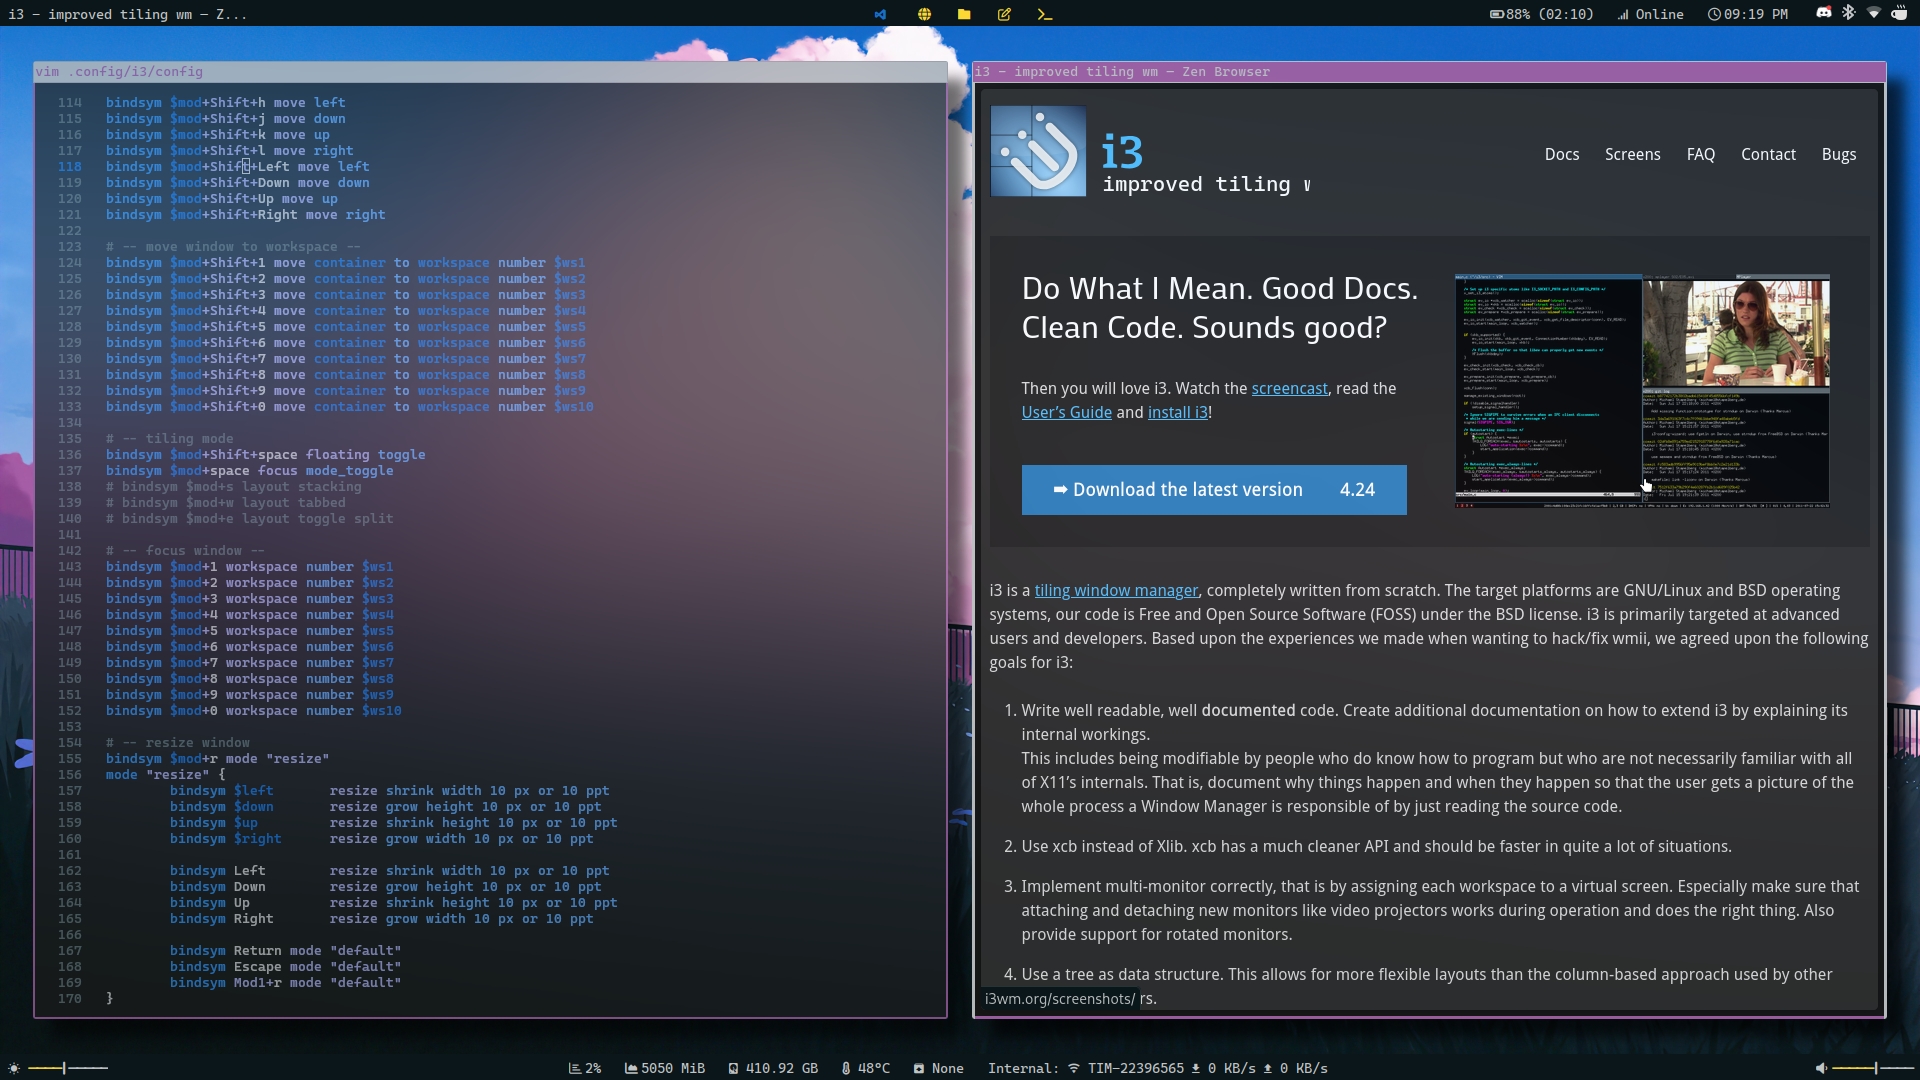 i3 – improved tiling wm — Z...
88% (02:10)
Online
09:19 PM
vim .config/i3/config
114 bindsym $mod+Shift+h move left
115 bindsym $mod+Shift+j move down
116 bindsym $mod+Shift+k move up
117 bindsym $mod+Shift+l move right
118 bindsym $mod+Shift+Left move left
119 bindsym $mod+Shift+Down move down
120 bindsym $mod+Shift+Up move up
121 bindsym $mod+Shift+Right move right
122
123 # -- move window to workspace --
124 bindsym $mod+Shift+1 move container to workspace number $ws1
125 bindsym $mod+Shift+2 move container to workspace number $ws2
126 bindsym $mod+Shift+3 move container to workspace number $ws3
127 bindsym $mod+Shift+4 move container to workspace number $ws4
128 bindsym $mod+Shift+5 move container to workspace number $ws5
129 bindsym $mod+Shift+6 move container to workspace number $ws6
130 bindsym $mod+Shift+7 move container to workspace number $ws7
131 bindsym $mod+Shift+8 move container to workspace number $ws8
132 bindsym $mod+Shift+9 move container to workspace number $ws9
133 bindsym $mod+Shift+0 move container to workspace number $ws10
134
135 # -- tiling mode
136 bindsym $mod+Shift+space floating toggle
137 bindsym $mod+space focus mode_toggle
138 # bindsym $mod+s layout stacking
139 # bindsym $mod+w layout tabbed
140 # bindsym $mod+e layout toggle split
141
142 # -- focus window --
143 bindsym $mod+1 workspace number $ws1
144 bindsym $mod+2 workspace number $ws2
145 bindsym $mod+3 workspace number $ws3
146 bindsym $mod+4 workspace number $ws4
147 bindsym $mod+5 workspace number $ws5
148 bindsym $mod+6 workspace number $ws6
149 bindsym $mod+7 workspace number $ws7
150 bindsym $mod+8 workspace number $ws8
151 bindsym $mod+9 workspace number $ws9
152 bindsym $mod+0 workspace number $ws10
153
154 # -- resize window
155 bindsym $mod+r mode "resize"
156 mode "resize" {
157 bindsym $left resize shrink width 10 px or 10 ppt
158 bindsym $down resize grow height 10 px or 10 ppt
159 bindsym $up resize shrink height 10 px or 10 ppt
160 bindsym $right resize grow width 10 px or 10 ppt
161
162 bindsym Left resize shrink width 10 px or 10 ppt
163 bindsym Down resize grow height 10 px or 10 ppt
164 bindsym Up resize shrink height 10 px or 10 ppt
165 bindsym Right resize grow width 10 px or 10 ppt
166
167 bindsym Return mode "default"
168 bindsym Escape mode "default"
169 bindsym Mod1+r mode "default"
170 }
i3 – improved tiling wm — Zen Browser
i3
improved tiling
Docs Screens FAQ Contact Bugs
Do What I Mean. Good Docs.
Clean Code. Sounds good?
Then you will love i3. Watch the screencast, read the
User's Guide and install i3!
➡ Download the latest version 4.24
i3 is a tiling window manager, completely written from scratch. The target platforms are GNU/Linux and BSD operating
systems, our code is Free and Open Source Software (FOSS) under the BSD license. i3 is primarily targeted at advanced
users and developers. Based upon the experiences we made when wanting to hack/fix wmii, we agreed upon the following
goals for i3:
1. Write well readable, well documented code. Create additional documentation on how to extend i3 by explaining its
internal workings.
This includes being modifiable by people who do know how to program but who are not necessarily familiar with all
of X11's internals. That is, document why things happen and when they happen so that the user gets a picture of the
whole process a Window Manager is responsible of by just reading the source code.
2. Use xcb instead of Xlib. xcb has a much cleaner API and should be faster in quite a lot of situations.
3. Implement multi-monitor correctly, that is by assigning each workspace to a virtual screen. Especially make sure that
attaching and detaching new monitors like video projectors works during operation and does the right thing. Also
provide support for rotated monitors.
4. Use a tree as data structure. This allows for more flexible layouts than the column-based approach used by other
i3wm.org/screenshots/ rs.
2% 5050 MiB 410.92 GB 48°C None Internal: TIM-22396565 0 KB/s 0 KB/s